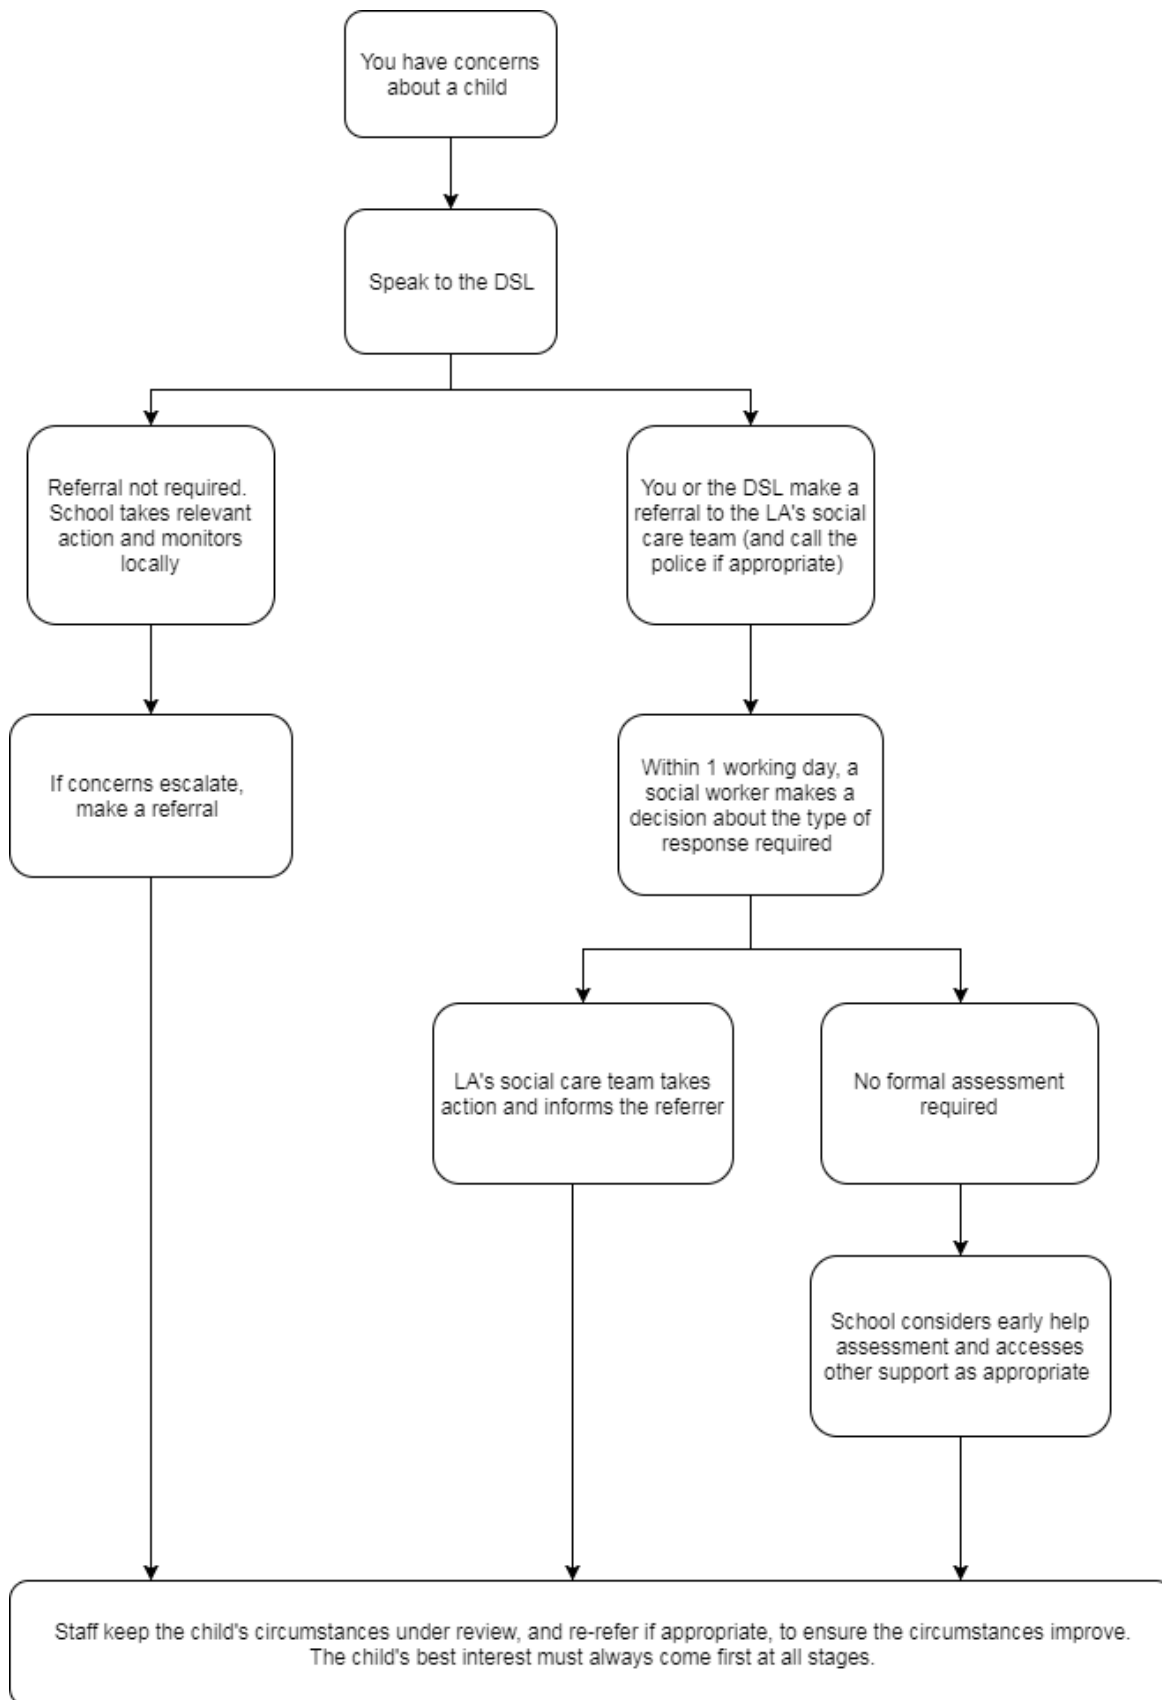 You have concerns
about a child
Speak to the DSL
Referral not required.
School takes relevant
action and monitors
locally
You or the DSL make a
referral to the LA's social
care team (and call the
police if appropriate)
If concerns escalate,
make a referral
Within 1 working day, a
social worker makes a
decision about the type of
response required
LA's social care team takes
action and informs the referrer
No formal assessment
required
School considers early help
assessment and accesses
other support as appropriate
Staff keep the child's circumstances under review, and re-refer if appropriate, to ensure the circumstances improve.
The child's best interest must always come first at all stages.